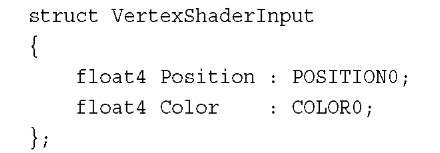 struct VertexShaderInput
{
    float4 Position : POSITION0;
    float4 Color    : COLOR0;
};